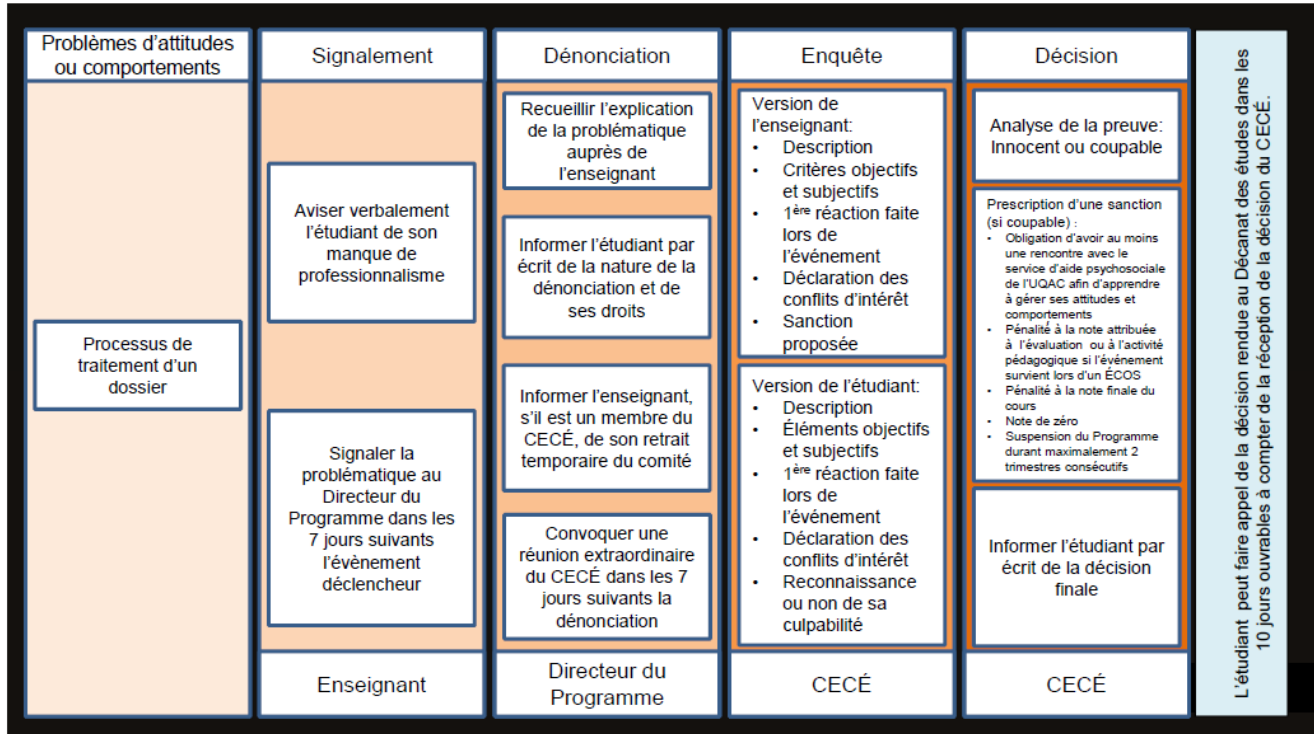 Problèmes d'attitudes
ou comportements
Processus de
traitement d'un
dossier
Signalement
Aviser verbalement
l'étudiant de son
manque de
professionnalisme
Signaler la
problématique au
Directeur du
Programme dans les
7 jours suivants
l'évènement
déclencheur
Enseignant
Dénonciation
Recueillir l'explication
de la problématique
auprès de
l'enseignant
Informer l'étudiant par
écrit de la nature de la
dénonciation et de
ses droits
Informer l'enseignant,
s'il est un membre du
CECÉ, de son retrait
temporaire du comité
Convoquer une
réunion extraordinaire
du CECÉ dans les 7
jours suivants la
dénonciation
Directeur du
Programme
Enquête
Version de
l'enseignant:
• Description
• Critères objectifs
et subjectifs
• 1ère réaction faite
lors de
l'événement
• Déclaration des
conflits d'intérêt
• Sanction
proposée
Version de l'étudiant:
• Description
• Éléments objectifs
et subjectifs
• 1ère réaction faite
lors de
l'événement
• Déclaration des
conflits d'intérêt
• Reconnaissance
ou non de sa
culpabilité
CECÉ
Décision
Analyse de la preuve:
Innocent ou coupable
Prescription d'une sanction
(si coupable) :
• Obligation d'avoir au moins
une rencontre avec le
service d'aide psychosociale
de l'UQAC afin d'apprendre
à gérer ses attitudes et
comportements
• Pénalité à la note attribuée
à l'évaluation ou à l'activité
pédagogique si l'événement
survient lors d'un ÉCOS
• Pénalité à la note finale du
cours
• Note de zéro
• Suspension du Programme
durant maximalement 2
trimestres consécutifs
Informer l'étudiant par
écrit de la décision
finale
CECÉ
L'étudiant peut faire appel de la décision rendue au Décanat des études dans les
10 jours ouvrables à compter de la réception de la décision du CECÉ.